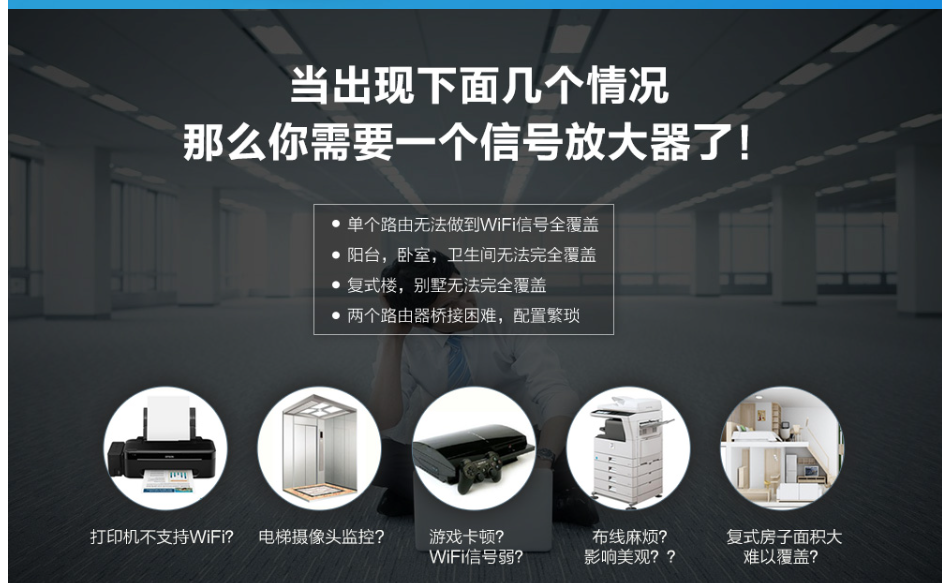 当出现下面几个情况
那么你需要一个信号放大器了!
● 单个路由无法做到WiFi信号全覆盖
● 阳台，卧室，卫生间无法完全覆盖
● 复式楼，别墅无法完全覆盖
● 两个路由器桥接困难，配置繁琐
打印机不支持WiFi?
电梯摄像头监控?
游戏卡顿?
WiFi信号弱?
布线麻烦?
影响美观? ?
复式房子面积大
难以覆盖?